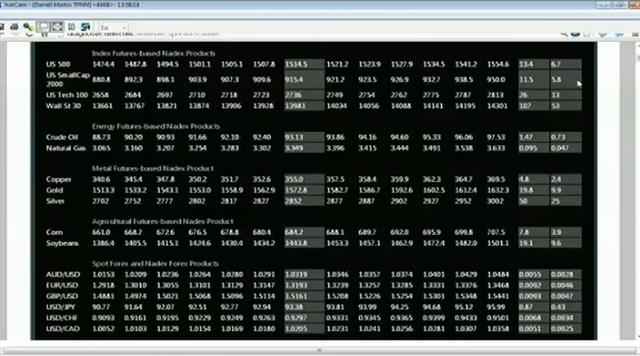 NetCam - (Darrell Martin TFNN) <44KB> - 13:58:14
Index Futures-based Nadex Products
US 500 1474.4 1487.8 1494.5 1501.1 1505.1 1507.8 1514.5 1521.2 1523.9 1527.9 1534.5 1541.2 1554.6 13.4 6.7
US SmallCap 2000 880.8 892.3 898.1 903.9 907.3 909.6 915.4 921.2 923.5 926.9 932.7 938.5 950.0 11.5 5.8
US Tech 100 2658 2684 2697 2710 2718 2723 2736 2749 2754 2762 2775 2787 2813 26 13
Wall St 30 13661 13767 13821 13874 13906 13928 13981 14034 14056 14088 14141 14195 14301 107 53
Energy Futures-based Nadex Products
Crude Oil 88.73 90.20 90.93 91.66 92.10 92.40 93.13 93.86 94.16 94.60 95.33 96.06 97.53 1.47 0.73
Natural Gas 3.065 3.160 3.207 3.254 3.283 3.302 3.349 3.396 3.415 3.444 3.491 3.538 3.633 0.095 0.047
Metal Futures-based Nadex Product
Copper 340.6 345.4 347.8 350.2 351.7 352.6 355.0 357.5 358.4 359.9 362.3 364.7 369.5 4.8 2.4
Gold 1513.3 1533.2 1543.1 1553.0 1558.9 1562.9 1572.8 1582.7 1586.7 1592.6 1602.5 1612.4 1632.3 19.8 9.9
Silver 2702 2752 2777 2802 2817 2827 2852 2877 2887 2902 2927 2952 3002 50 25
Agricultural Futures-based Nadex Product
Corn 661.0 668.7 672.6 676.5 678.8 680.4 684.2 688.1 689.7 692.0 695.9 699.8 707.5 7.8 3.9
Soybeans 1386.4 1405.5 1415.1 1424.6 1430.4 1434.2 1443.8 1453.3 1457.1 1462.9 1472.4 1482.0 1501.1 19.1 9.6
Spot Forex and Nadex Forex Products
AUD/USD 1.0153 1.0209 1.0236 1.0264 1.0280 1.0291 1.0319 1.0346 1.0357 1.0374 1.0401 1.0429 1.0484 0.0055 0.0028
EUR/USD 1.2918 1.3010 1.3055 1.3101 1.3129 1.3147 1.3193 1.3239 1.3257 1.3285 1.3331 1.3376 1.3468 0.0092 0.0046
GBP/USD 1.4881 1.4974 1.5021 1.5068 1.5096 1.5114 1.5161 1.5208 1.5226 1.5254 1.5301 1.5348 1.5441 0.0093 0.0047
USD/JPY 90.77 91.64 92.07 92.51 92.77 92.94 93.38 93.81 93.99 94.25 94.68 95.12 95.99 0.87 0.43
USD/CHF 0.9093 0.9161 0.9195 0.9229 0.9249 0.9263 0.9297 0.9331 0.9345 0.9365 0.9399 0.9433 0.9501 0.0068 0.0034
USD/CAD 1.0052 1.0103 1.0129 1.0154 1.0169 1.0180 1.0205 1.0231 1.0241 1.0256 1.0281 1.0307 1.0358 0.0051 0.0025